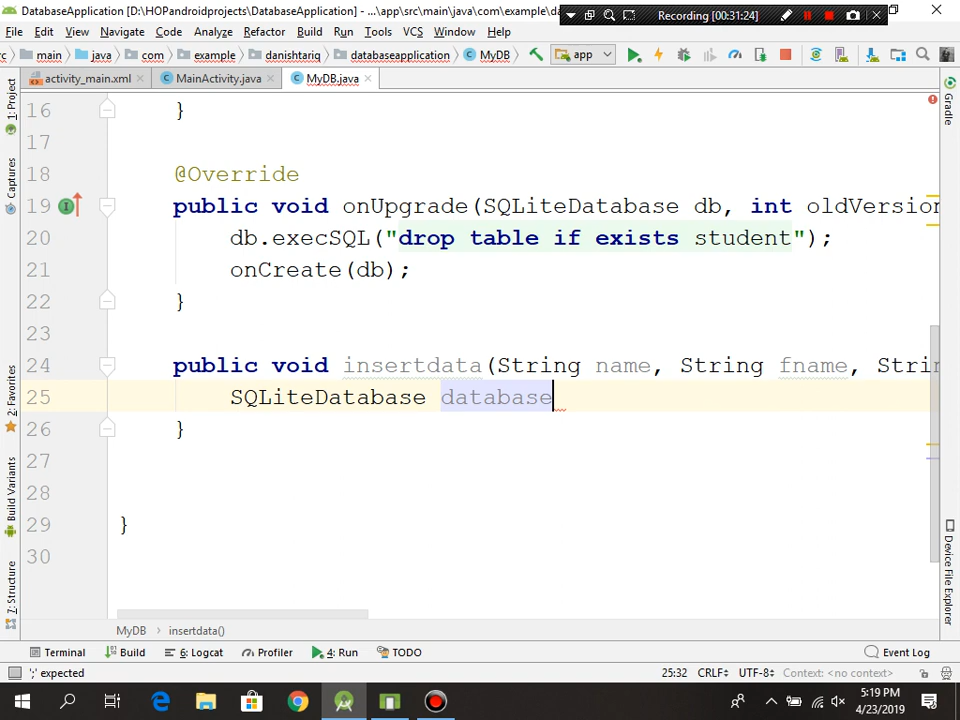 DatabaseApplication [D:\HOPandroidprojects\DatabaseApplication] - ...\app\src\main\java\com\example\da
Recording [00:31:24]
File Edit View Navigate Code Analyze Refactor Build Run Tools VCS Window Help
rc main java com example danishtariq databaseapplication MyDB app
activity_main.xml MainActivity.java MyDB.java
1: Project
Captures
2: Favorites
Build Variants
7: Structure
Gradle
Device File Explorer
16 }
17
18 @Override
19 public void onUpgrade(SQLiteDatabase db, int oldVersion
20 db.execSQL("drop table if exists student");
21 onCreate(db);
22 }
23
24 public void insertdata(String name, String fname, Strin
25 SQLiteDatabase database
26 }
27
28
29 }
30
MyDB › insertdata()
Terminal Build 6: Logcat Profiler 4: Run TODO Event Log
';' expected 25:32 CRLF UTF-8 Context: <no context>
5:19 PM
4/23/2019